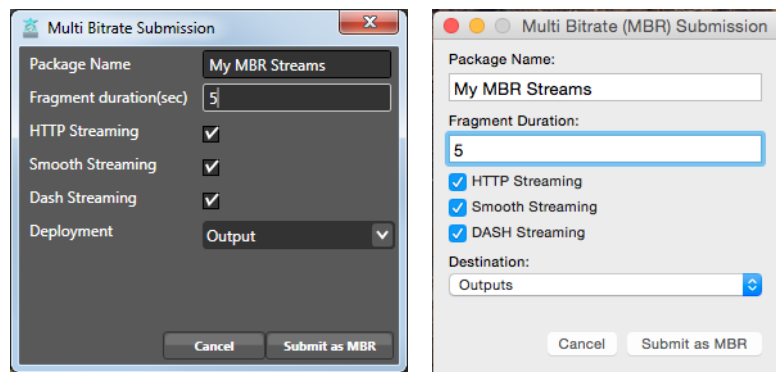 Multi Bitrate Submission
Package Name My MBR Streams
Fragment duration(sec) 5
HTTP Streaming
Smooth Streaming
Dash Streaming
Deployment Output
Cancel Submit as MBR
Multi Bitrate (MBR) Submission
Package Name:
My MBR Streams
Fragment Duration:
5
HTTP Streaming
Smooth Streaming
DASH Streaming
Destination:
Outputs
Cancel Submit as MBR